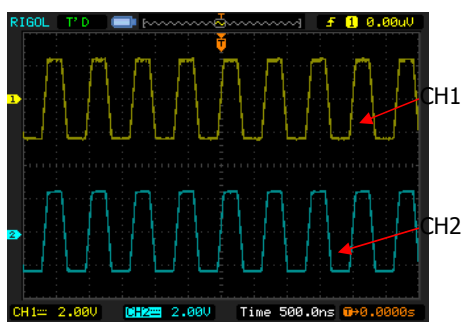 RIGOL T'D f 1 0.00uV
T
1
CH1
2
CH2
CH1 2.00V CH2 2.00V Time 500.0ns T→0.0000s